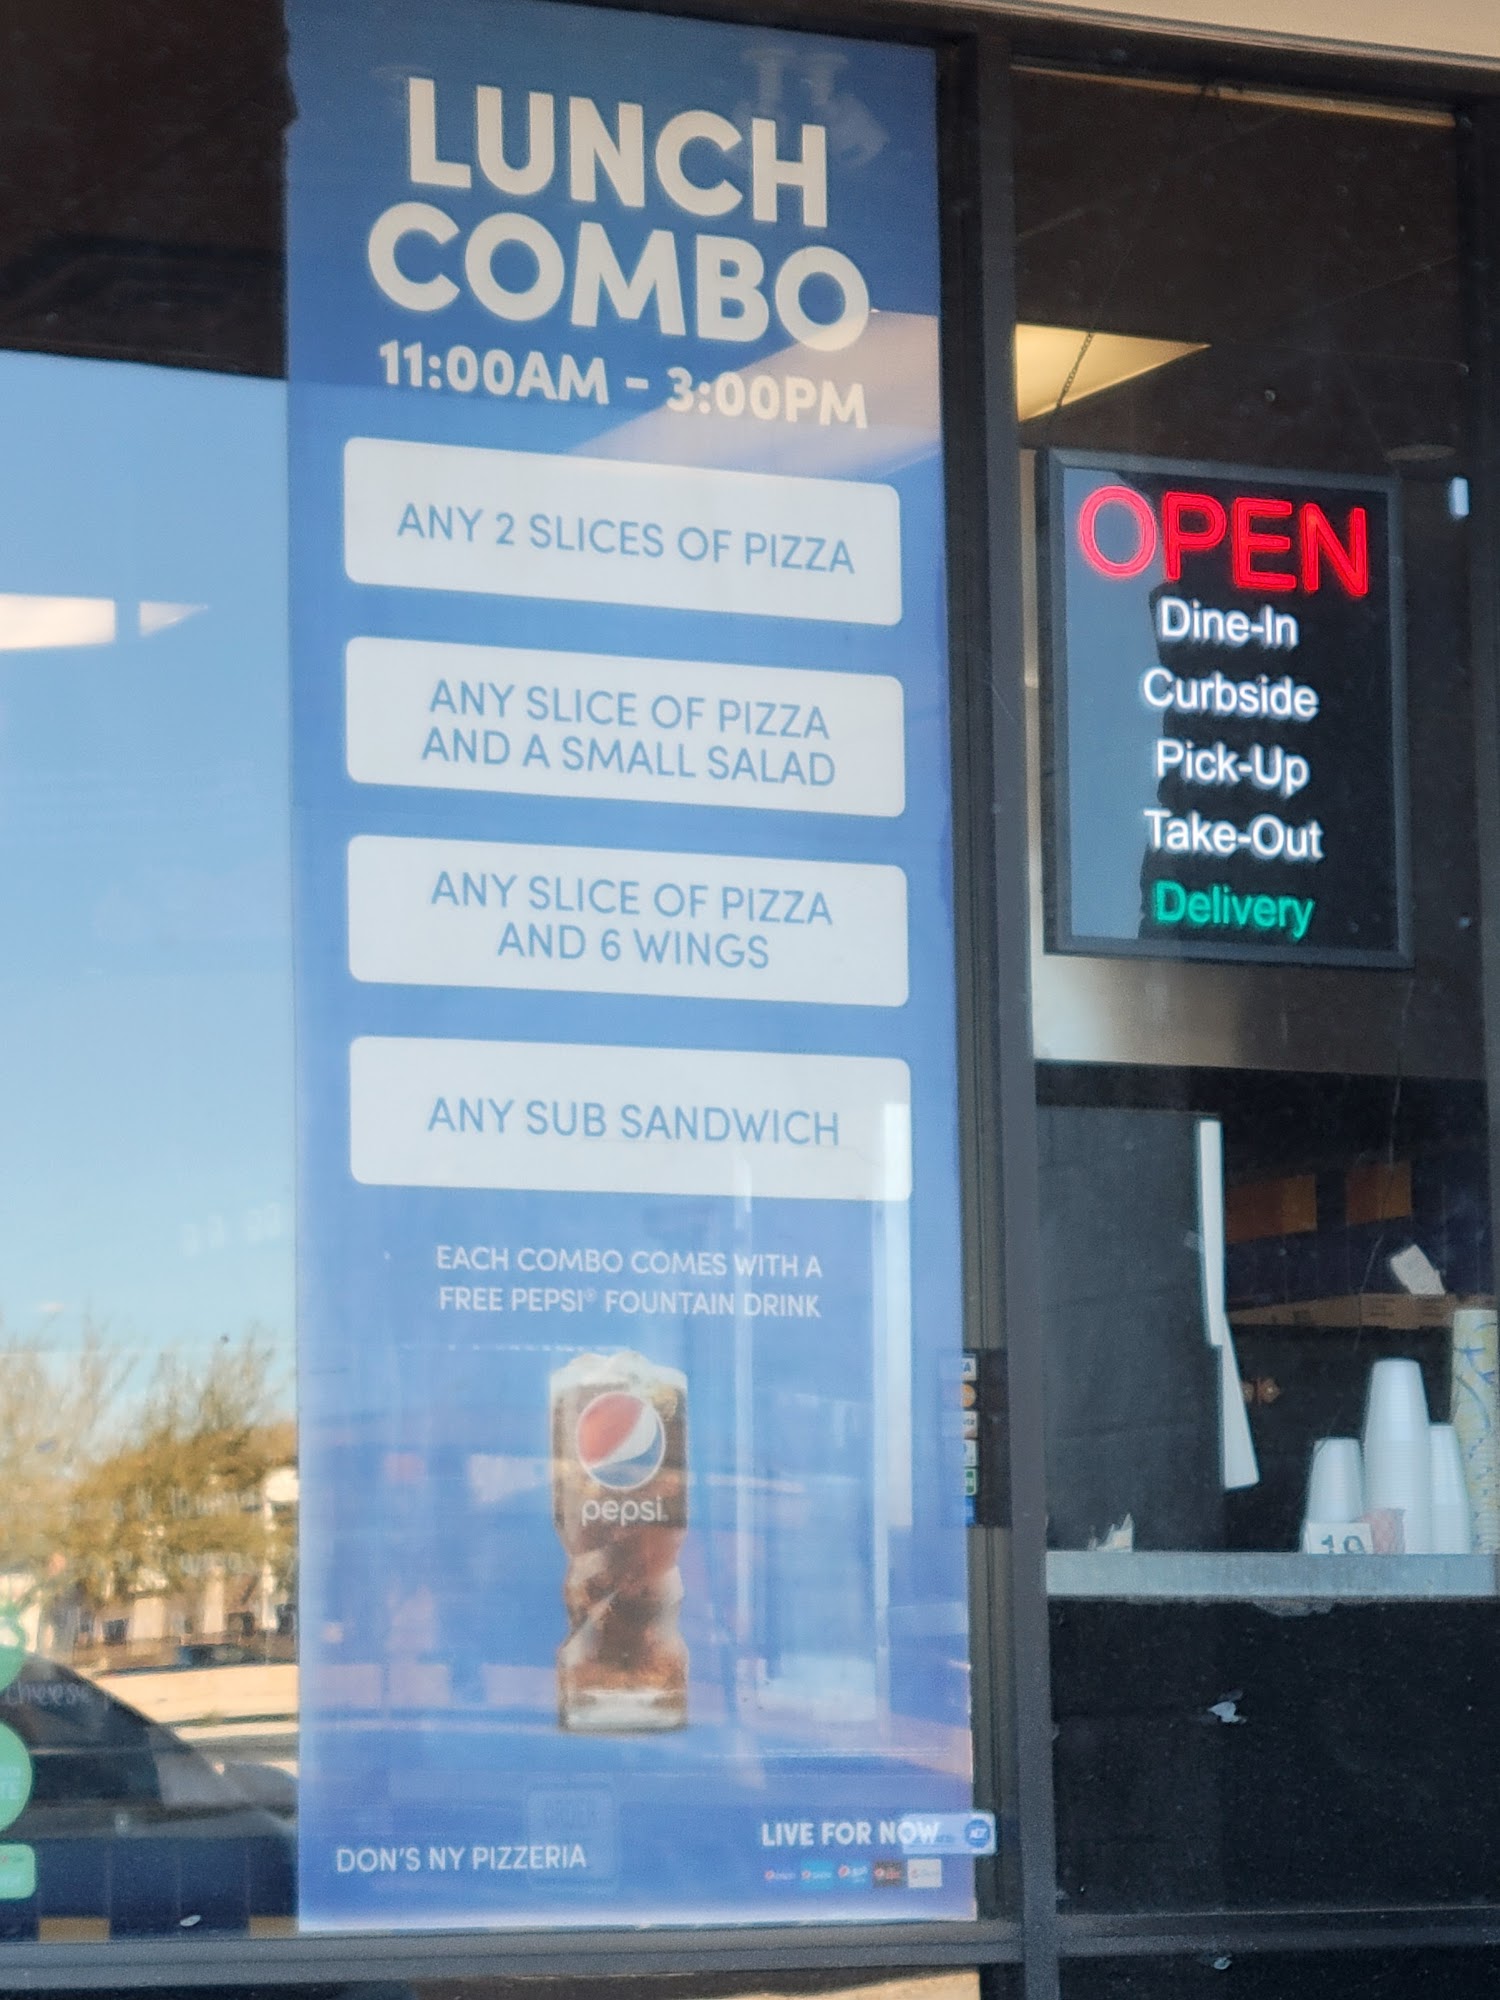 LUNCH
COMBO
11:00AM - 3:00PM
ANY 2 SLICES OF PIZZA
ANY SLICE OF PIZZA
AND A SMALL SALAD
ANY SLICE OF PIZZA
AND 6 WINGS
ANY SUB SANDWICH
EACH COMBO COMES WITH A
FREE PEPSI® FOUNTAIN DRINK
pepsi
DON'S NY PIZZERIA
LIVE FOR NOW
OPEN
Dine-In
Curbside
Pick-Up
Take-Out
Delivery
19
cheese